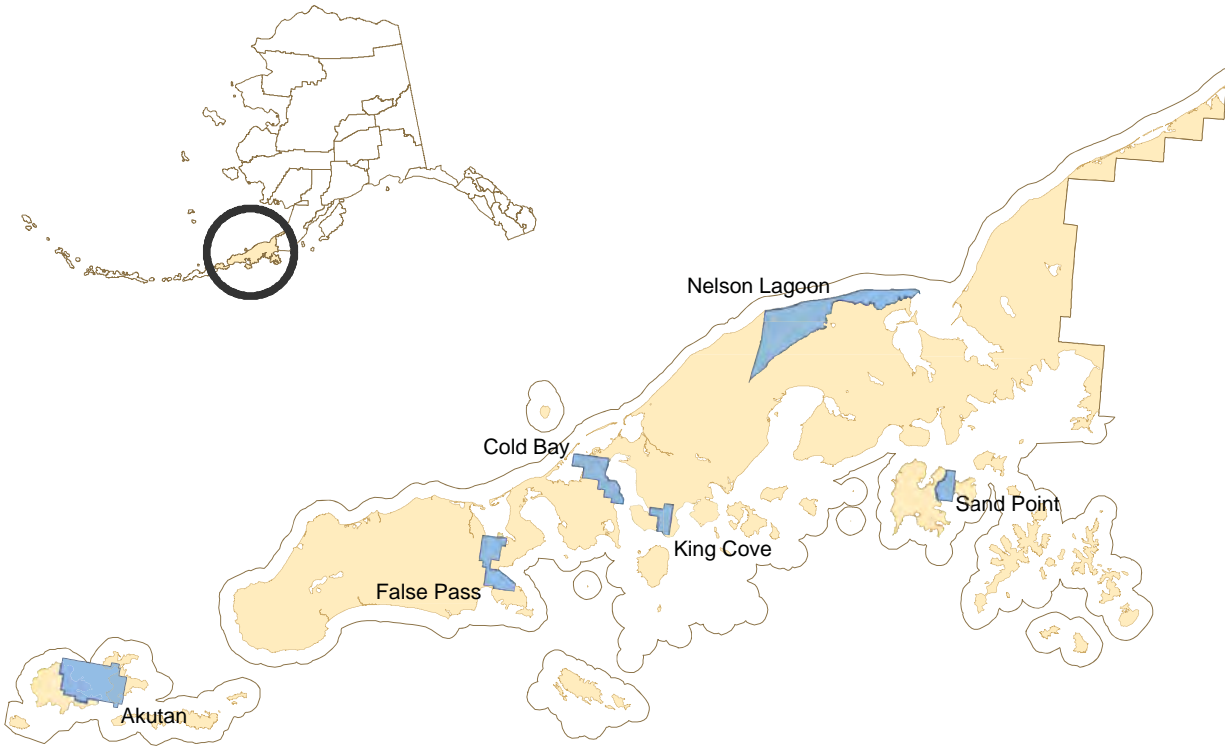 Nelson Lagoon
Cold Bay
Sand Point
King Cove
False Pass
Akutan